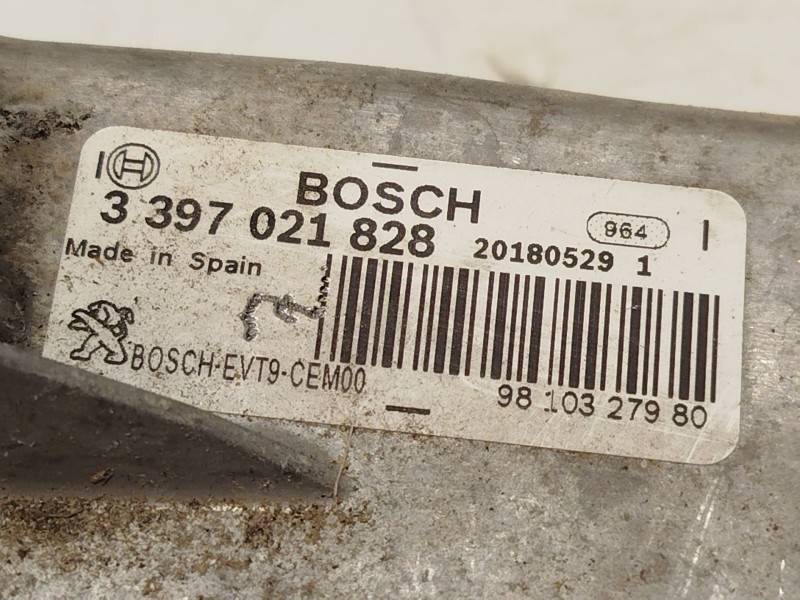 BOSCH
3 397 021 828
964
20180529 1
Made in Spain
BOSCH-EVT9-CEM00
98 103 279 80